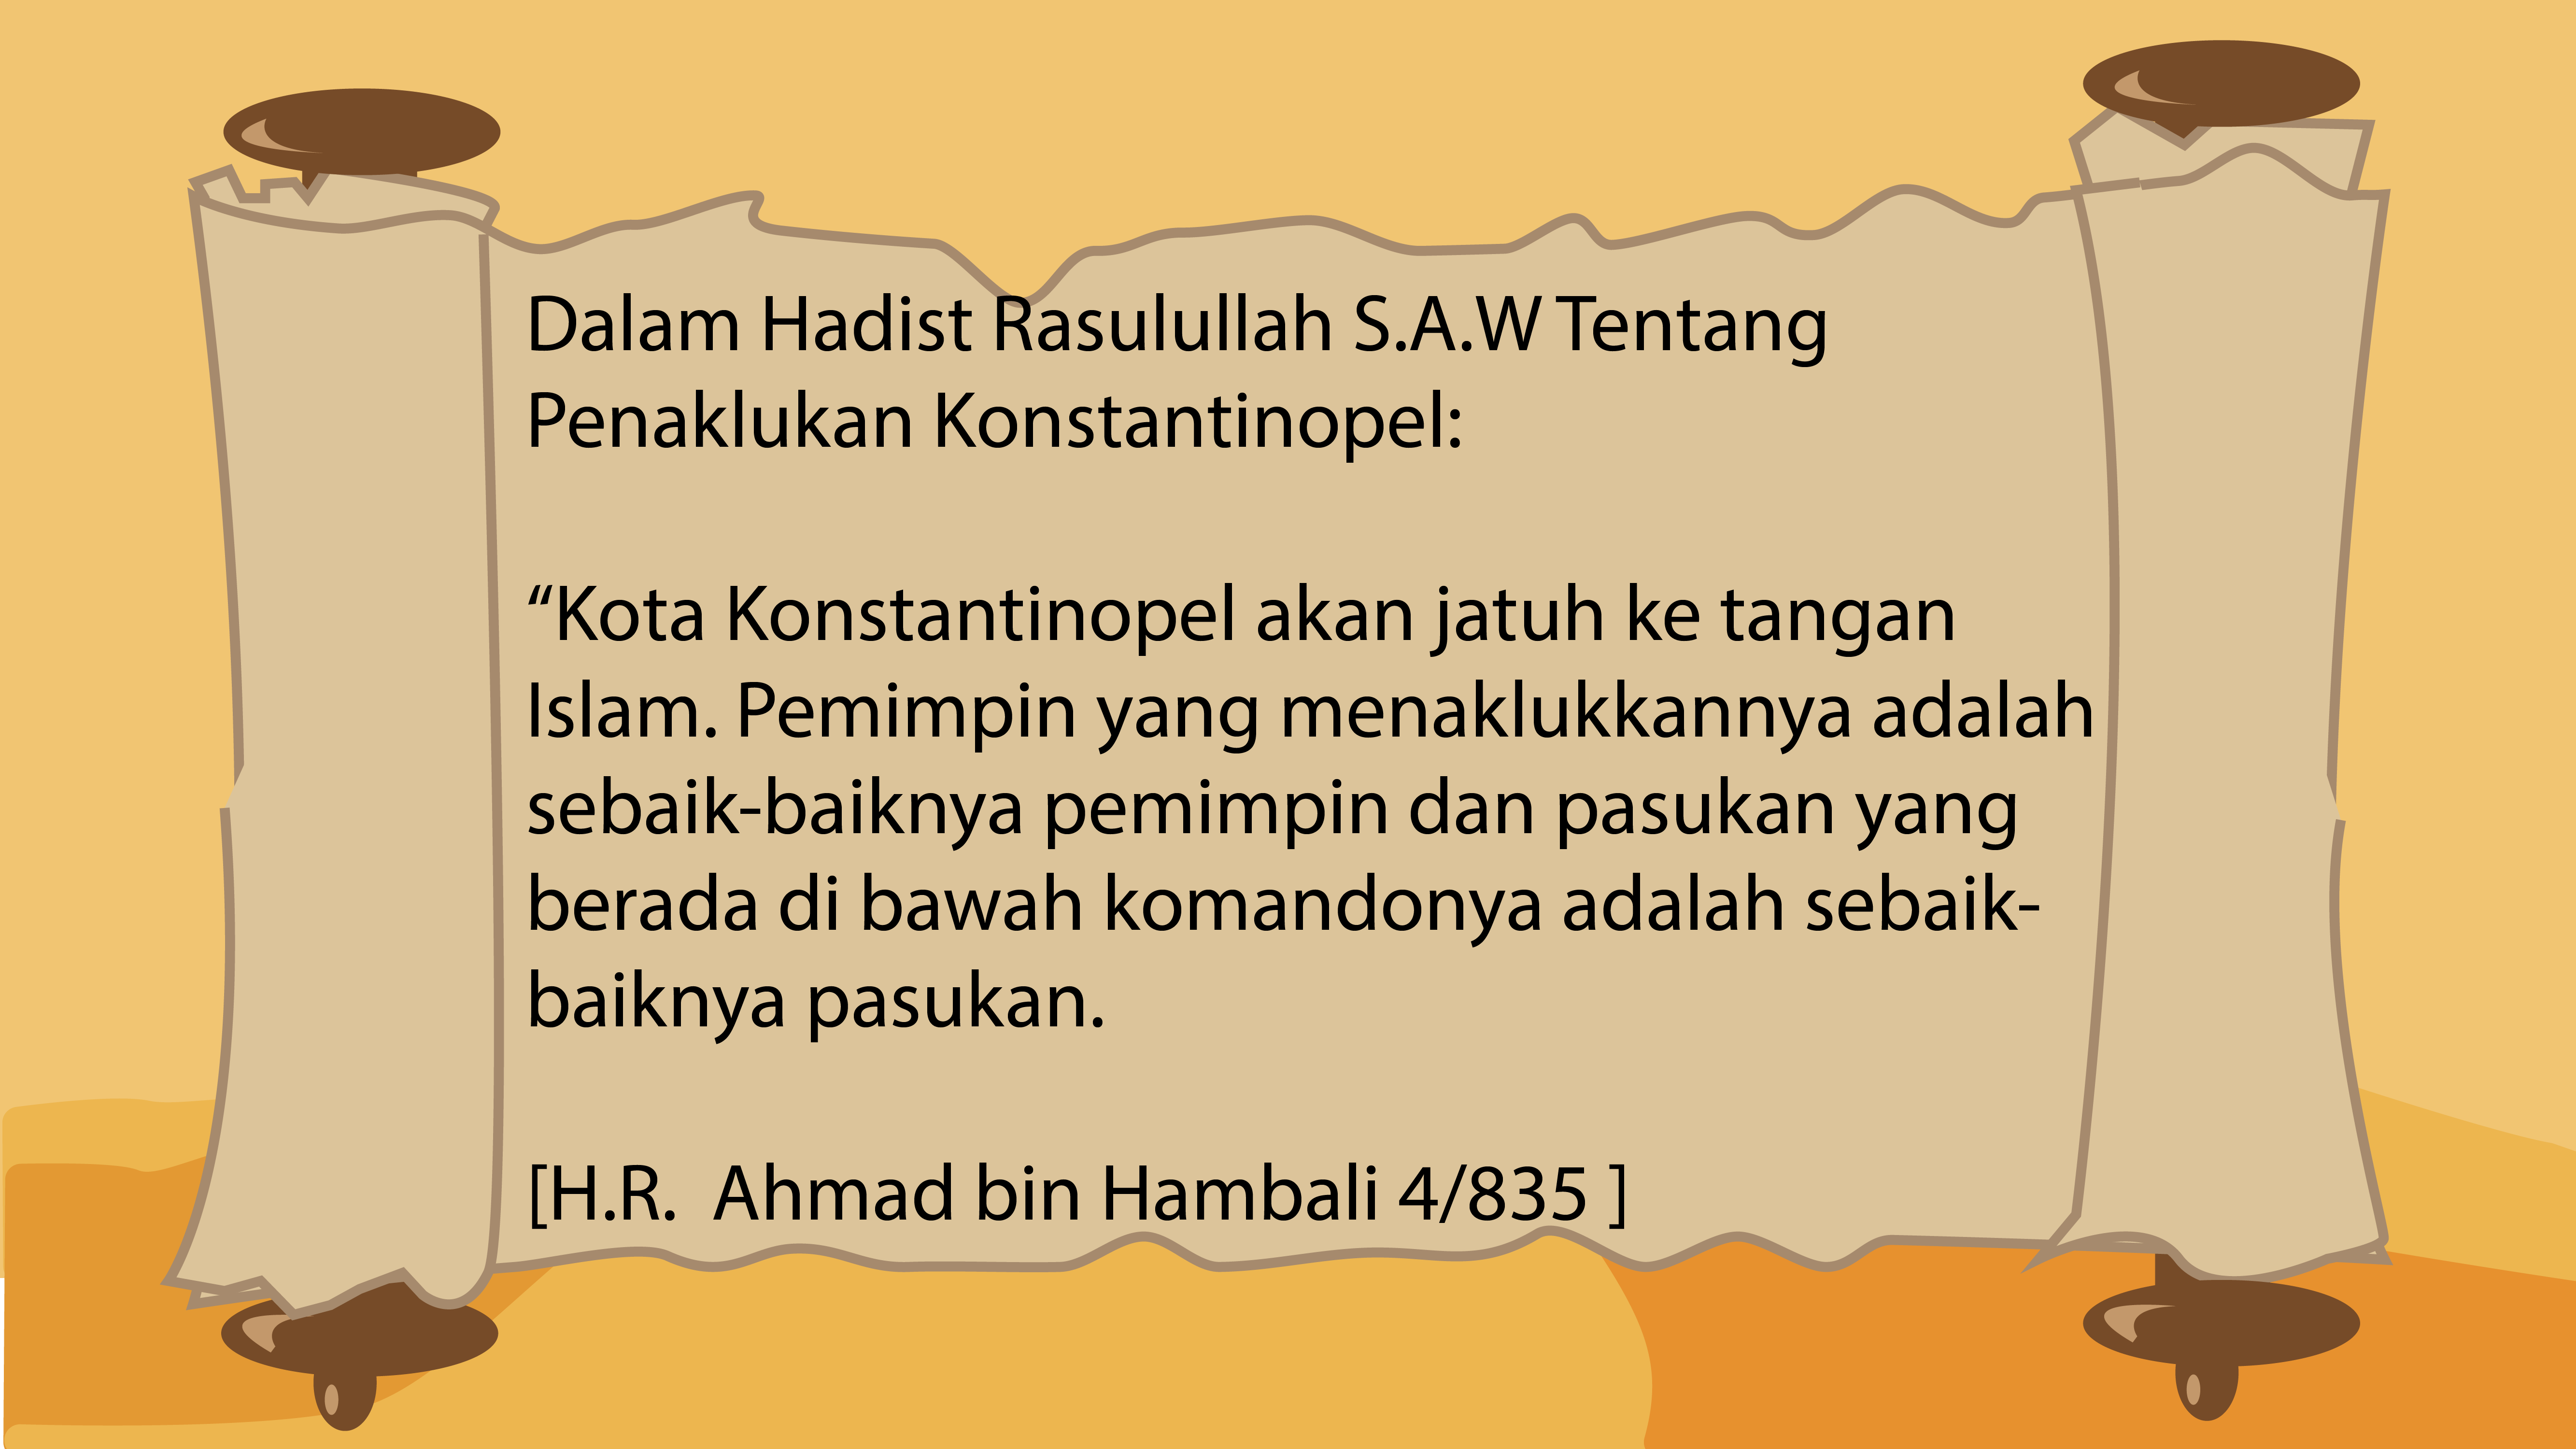 Dalam Hadist Rasulullah S.A.W Tentang
Penaklukan Konstantinopel:
“Kota Konstantinopel akan jatuh ke tangan
Islam. Pemimpin yang menaklukkannya adalah
sebaik-baiknya pemimpin dan pasukan yang
berada di bawah komandonya adalah sebaik-
baiknya pasukan.
[H.R.  Ahmad bin Hambali 4/835 ]